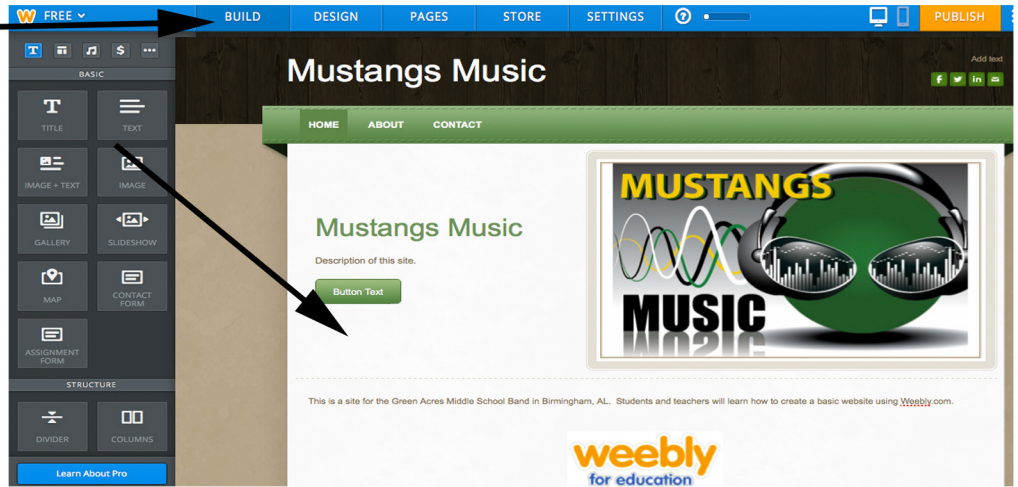 FREE BUILD DESIGN PAGES STORE SETTINGS ? PUBLISH
T $
BASIC
T
TITLE TEXT
IMAGE + TEXT IMAGE
GALLERY SLIDESHOW
MAP CONTACT FORM
ASSIGNMENT FORM
STRUCTURE
DIVIDER COLUMNS
Learn About Pro
Mustangs Music
Add text
HOME ABOUT CONTACT
Mustangs Music
Description of this site.
Button Text
MUSTANGS
MUSIC
This is a site for the Green Acres Middle School Band in Birmingham, AL. Students and teachers will learn how to create a basic website using Weebly.com.
weebly
for education